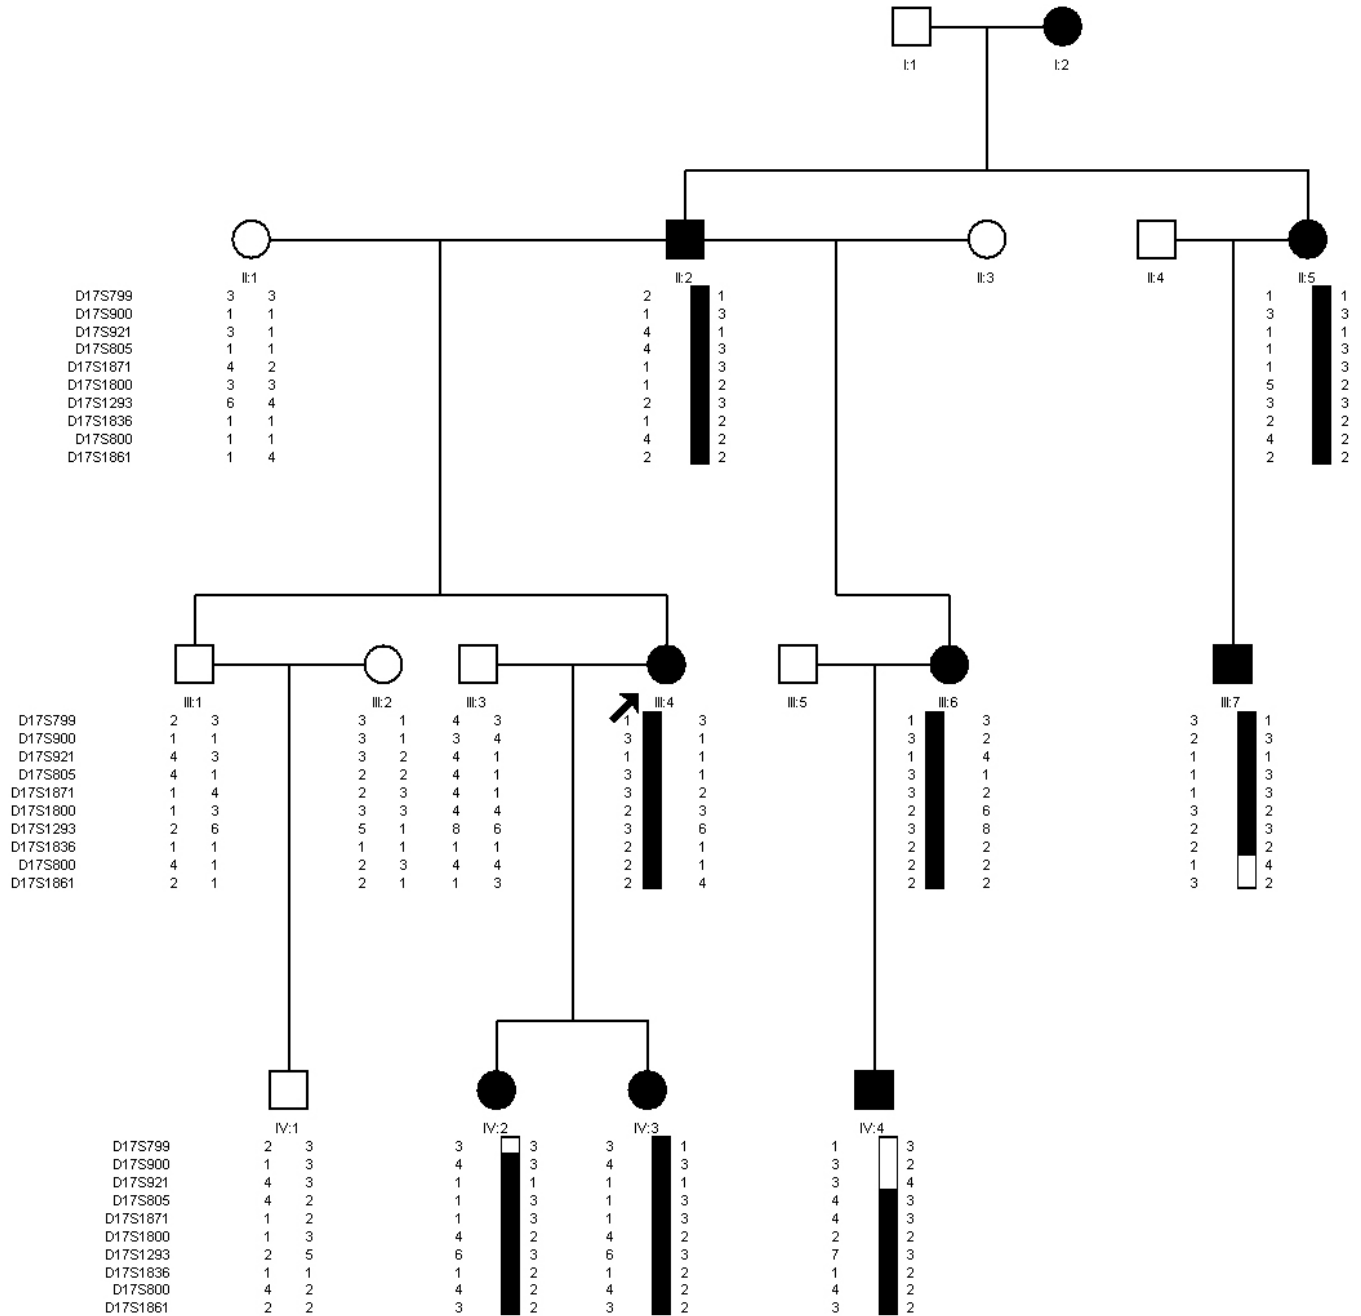 I:1 I:2
II:1 II:2 II:3 II:4 II:5
D17S799 3 3 2 1 1 1
D17S900 1 1 1 3 3 3
D17S921 3 1 4 1 1 1
D17S805 1 1 4 3 1 3
D17S1871 4 2 1 3 1 3
D17S1800 3 3 1 2 5 2
D17S1293 6 4 2 3 3 3
D17S1836 1 1 1 2 2 2
D17S800 1 1 4 2 4 2
D17S1861 1 4 2 2 2 2
III:1 III:2 III:3 III:4 III:5 III:6 III:7
D17S799 2 3 3 1 4 3 1 3 1 3 3 1
D17S900 1 1 3 1 3 4 3 1 3 2 2 3
D17S921 4 3 3 2 4 1 1 1 1 4 1 1
D17S805 4 1 2 2 4 1 3 1 3 1 1 3
D17S1871 1 4 2 3 4 1 3 2 3 2 1 3
D17S1800 1 3 3 3 4 4 2 3 2 6 3 2
D17S1293 2 6 5 1 8 6 3 6 3 8 2 3
D17S1836 1 1 1 1 1 1 2 1 2 2 2 2
D17S800 4 1 2 3 4 4 2 1 2 2 1 4
D17S1861 2 1 2 1 1 3 2 4 2 2 3 2
IV:1 IV:2 IV:3 IV:4
D17S799 2 3 3 3 3 1 1 3
D17S900 1 3 4 3 4 3 3 2
D17S921 4 3 1 1 1 1 3 4
D17S805 4 2 1 3 1 3 4 3
D17S1871 1 2 1 3 1 3 4 3
D17S1800 1 3 4 2 4 2 2 2
D17S1293 2 5 6 3 6 3 7 3
D17S1836 1 1 1 2 1 2 1 2
D17S800 4 2 4 2 4 2 4 2
D17S1861 2 2 3 2 3 2 3 2